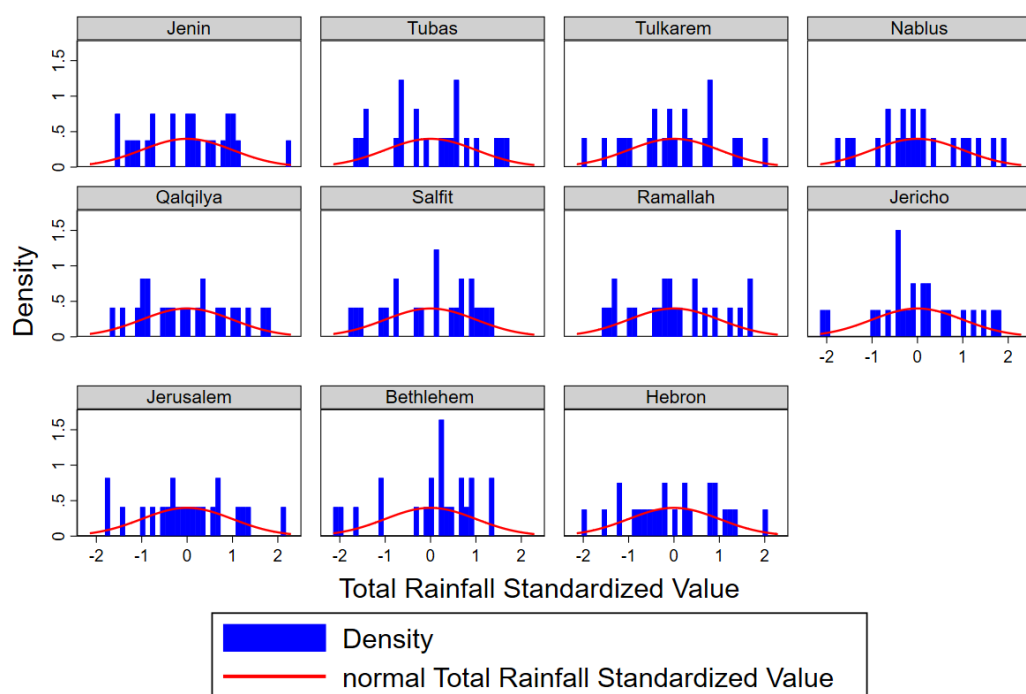 Jenin Tubas Tulkarem Nablus
1.5
1
.5
0
Qalqilya Salfit Ramallah Jericho
1.5
1
.5
0
-2 -1 0 1 2
Jerusalem Bethlehem Hebron
1.5
1
.5
0
-2 -1 0 1 2 -2 -1 0 1 2 -2 -1 0 1 2
Density
Total Rainfall Standardized Value
Density
normal Total Rainfall Standardized Value